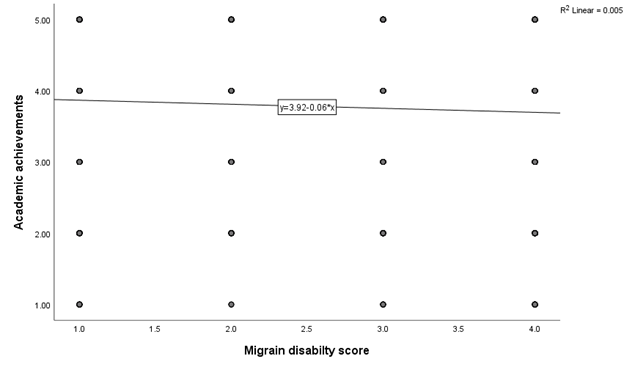 R2 Linear = 0.005
5.00
4.00
y=3.92-0.06*x
3.00
2.00
1.00
Academic achievements
1.0 1.5 2.0 2.5 3.0 3.5 4.0
Migrain disabilty score